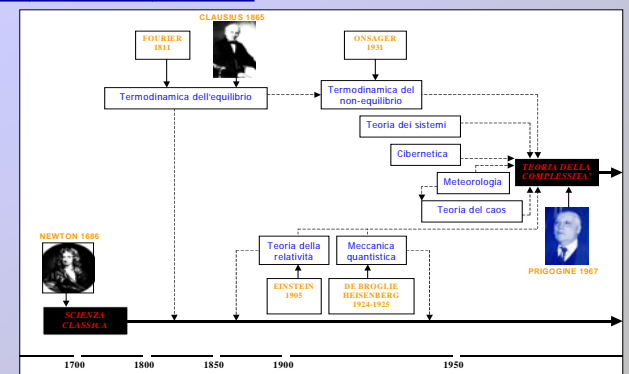 CLAUSIUS 1865
FOURIER
1811
ONSAGER
1931
Termodinamica dell'equilibrio
Termodinamica del
non-equilibrio
Teoria dei sistemi
Cibernetica
TEORIA DELLA
COMPLESSITA'
Meteorologia
Teoria del caos
NEWTON 1686
Teoria della
relatività
Meccanica
quantistica
PRIGOGINE 1967
EINSTEIN
1905
DE BROGLIE
HEISENBERG
1924-1925
SCIENZA
CLASSICA
1700 1800 1850 1900 1950